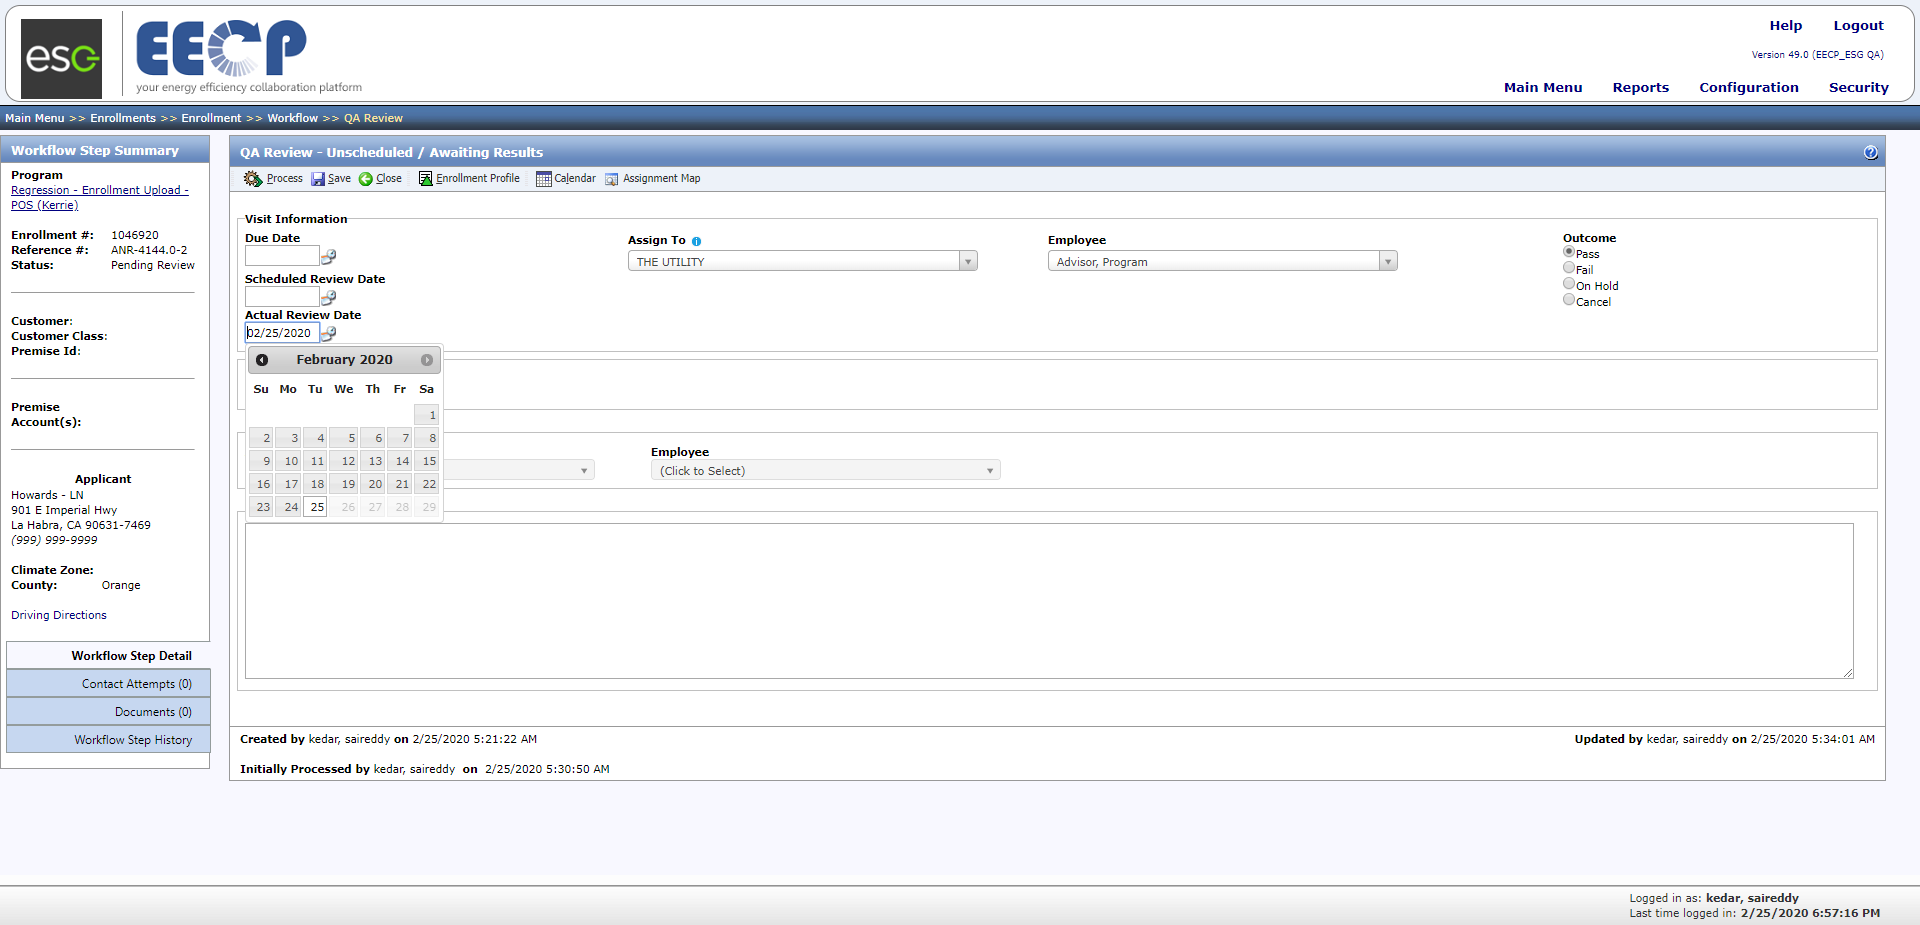 esc
EECP
your energy efficiency collaboration platform
Help Logout
Version 49.0 (EECP_ESG QA)
Main Menu Reports Configuration Security
Main Menu >> Enrollments >> Enrollment >> Workflow >> QA Review
Workflow Step Summary
Program
Regression - Enrollment Upload -
POS (Kerrie)
Enrollment #: 1046920
Reference #: ANR-4144.0-2
Status: Pending Review
Customer:
Customer Class:
Premise Id:
Premise
Account(s):
Applicant
Howards - LN
901 E Imperial Hwy
La Habra, CA 90631-7469
(999) 999-9999
Climate Zone:
County: Orange
Driving Directions
Workflow Step Detail
Contact Attempts (0)
Documents (0)
Workflow Step History
QA Review - Unscheduled / Awaiting Results
?
Process Save Close Enrollment Profile Calendar Assignment Map
Visit Information
Due Date
Scheduled Review Date
Actual Review Date
02/25/2020
Assign To i
THE UTILITY
Employee
Advisor, Program
Outcome
Pass
Fail
On Hold
Cancel
February 2020
Su Mo Tu We Th Fr Sa
1
2 3 4 5 6 7 8
9 10 11 12 13 14 15
16 17 18 19 20 21 22
23 24 25 26 27 28 29
Employee
(Click to Select)
Created by kedar, saireddy on 2/25/2020 5:21:22 AM
Updated by kedar, saireddy on 2/25/2020 5:34:01 AM
Initially Processed by kedar, saireddy on 2/25/2020 5:30:50 AM
Logged in as: kedar, saireddy
Last time logged in: 2/25/2020 6:57:16 PM